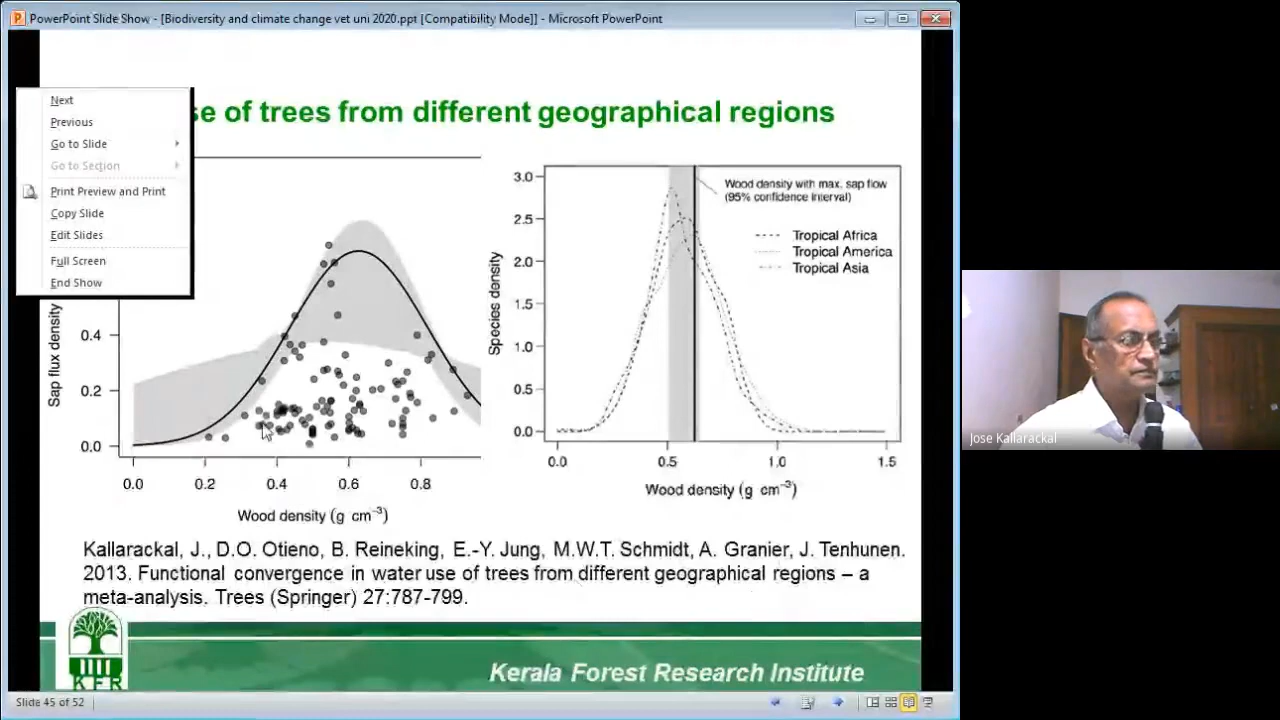 PowerPoint Slide Show - [Biodiversity and climate change vet uni 2020.ppt [Compatibility Mode]] - Microsoft PowerPoint
se of trees from different geographical regions
Next
Previous
Go to Slide
Go to Section
Print Preview and Print
Copy Slide
Edit Slides
Full Screen
End Show
Sap flux density
0.4
0.2
0.0
0.0 0.2 0.4 0.6 0.8
Wood density (g cm⁻³)
Species density
3.0
2.5
2.0
1.5
1.0
0.5
0.0
Wood density with max. sap flow
(95% confidence interval)
Tropical Africa
Tropical America
Tropical Asia
0.0 0.5 1.0 1.5
Wood density (g cm⁻³)
Kallarackal, J., D.O. Otieno, B. Reineking, E.-Y. Jung, M.W.T. Schmidt, A. Granier, J. Tenhunen.
2013. Functional convergence in water use of trees from different geographical regions – a
meta-analysis. Trees (Springer) 27:787-799.
KFR
Kerala Forest Research Institute
Slide 45 of 52
Jose Kallarackal